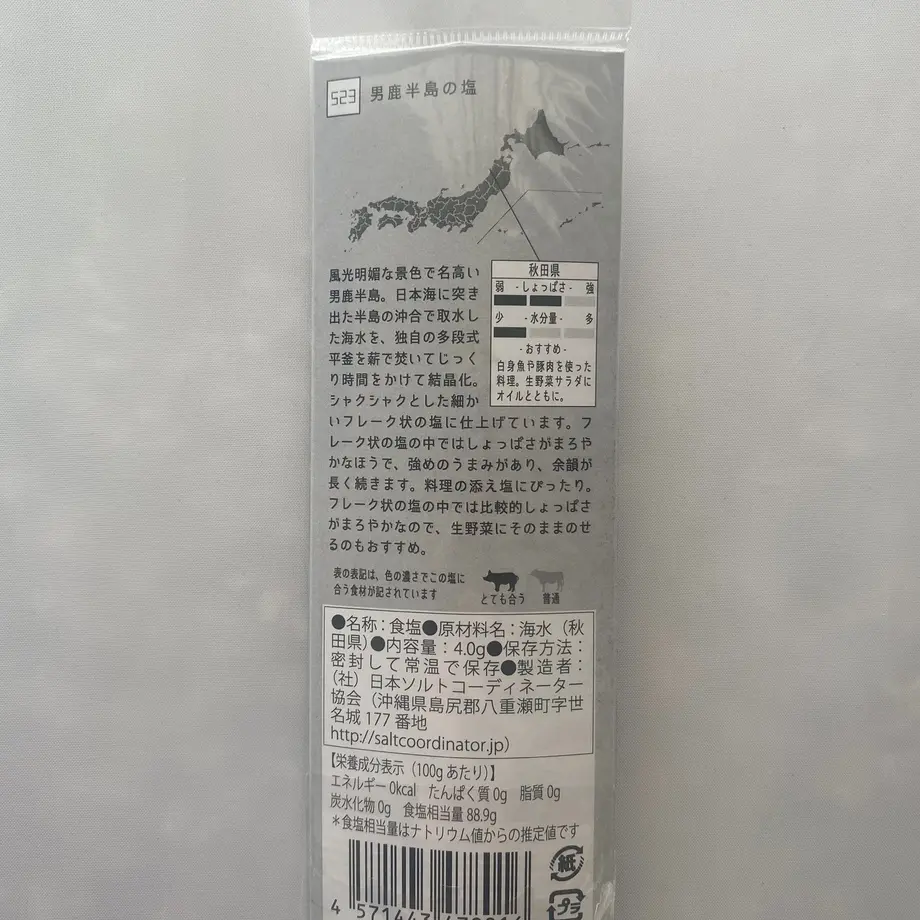 523 男鹿半島の塩
風光明媚な景色で名高い
男鹿半島。日本海に突き
出た半島の沖合で取水し
た海水を、独自の多段式
平釜を薪で焚いてじっく
り時間をかけて結晶化。
シャクシャクとした細か
いフレーク状の塩に仕上げています。フ
レーク状の塩の中ではしょっぱさがまろや
かなほうで、強めのうまみがあり、余韻が
長く続きます。料理の添え塩にぴったり。
フレーク状の塩の中では比較的しょっぱさ
がまろやかなので、生野菜にそのままのせ
るのもおすすめ。
秋田県
弱 -しょっぱさ- 強
少 -水分量- 多
-おすすめ-
白身魚や豚肉を使った
料理。生野菜サラダに
オイルとともに。
表の表記は、色の濃さでこの塩に
合う食材が記されています
とても合う 普通
●名称：食塩●原材料名：海水（秋
田県）●内容量：4.0g●保存方法：
密封して常温で保存●製造者：
（社）日本ソルトコーディネーター
協会（沖縄県島尻郡八重瀬町字世
名城 177 番地
http://saltcoordinator.jp）
【栄養成分表示（100gあたり）】
エネルギー 0kcal たんぱく質 0g 脂質 0g
炭水化物 0g 食塩相当量 88.9g
＊食塩相当量はナトリウム値からの推定値です
紙
プラ